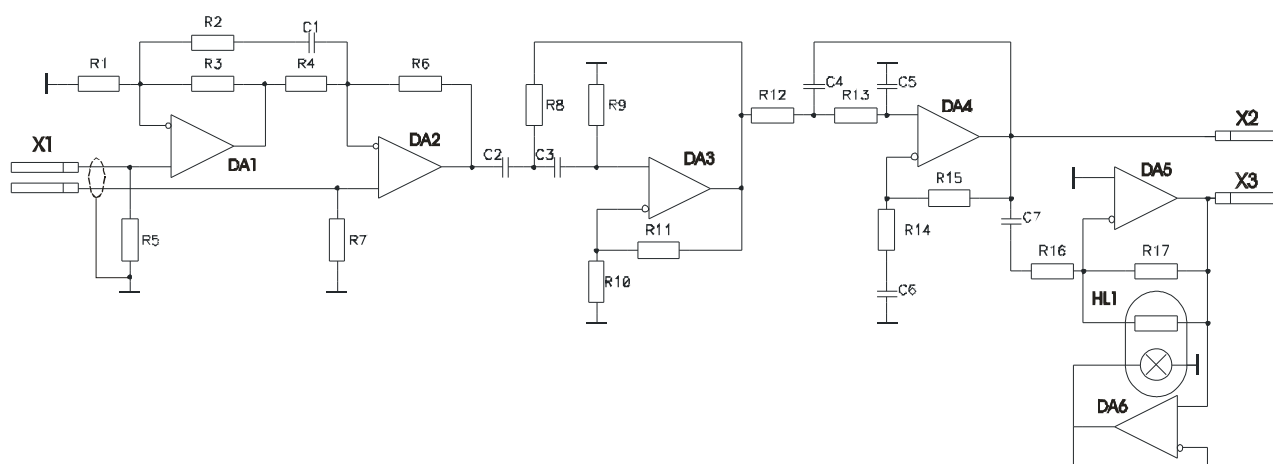 R2 C1
R1 R3 R4 R6
C4 C5
R12 R13
R8 R9
DA4 X2
X1 DA1 DA2
C2 C3 DA3
DA5
R15 X3
R5 R7 R11 R14 C7
R16 R17
R10 C6 HL1
DA6